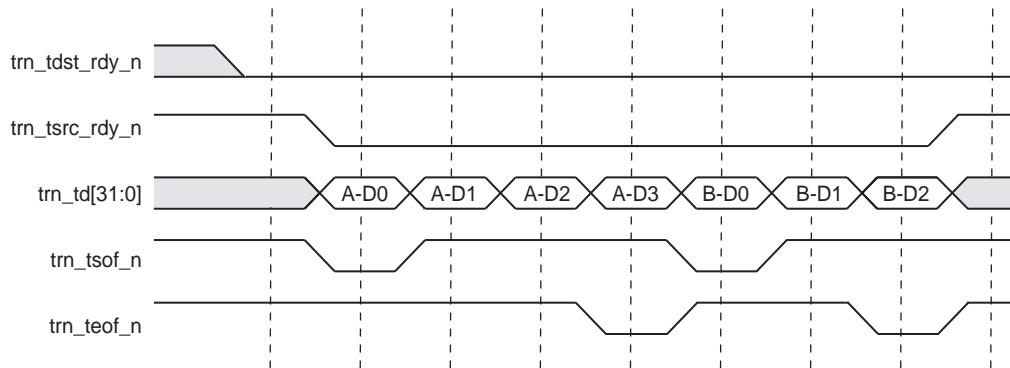 trn_tdst_rdy_n
trn_tsrc_rdy_n
trn_td[31:0] A-D0 A-D1 A-D2 A-D3 B-D0 B-D1 B-D2
trn_tsof_n
trn_teof_n